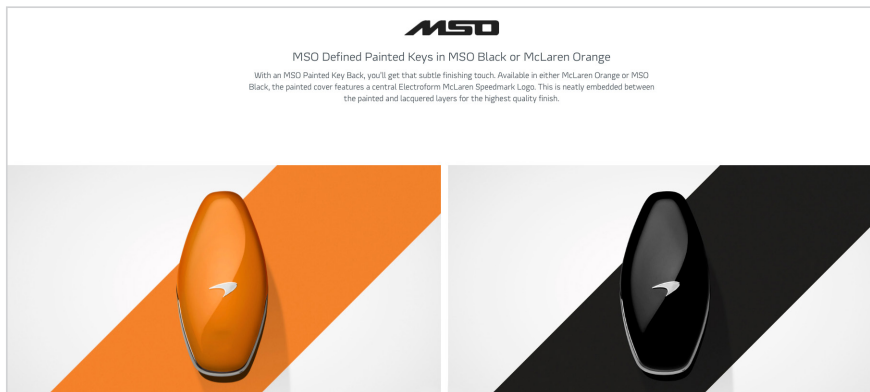 MSO
MSO Defined Painted Keys in MSO Black or McLaren Orange
With an MSO Painted Key Back, you'll get that subtle finishing touch. Available in either McLaren Orange or MSO
Black, the painted cover features a central Electroform McLaren Speedmark Logo. This is neatly embedded between
the painted and lacquered layers for the highest quality finish.